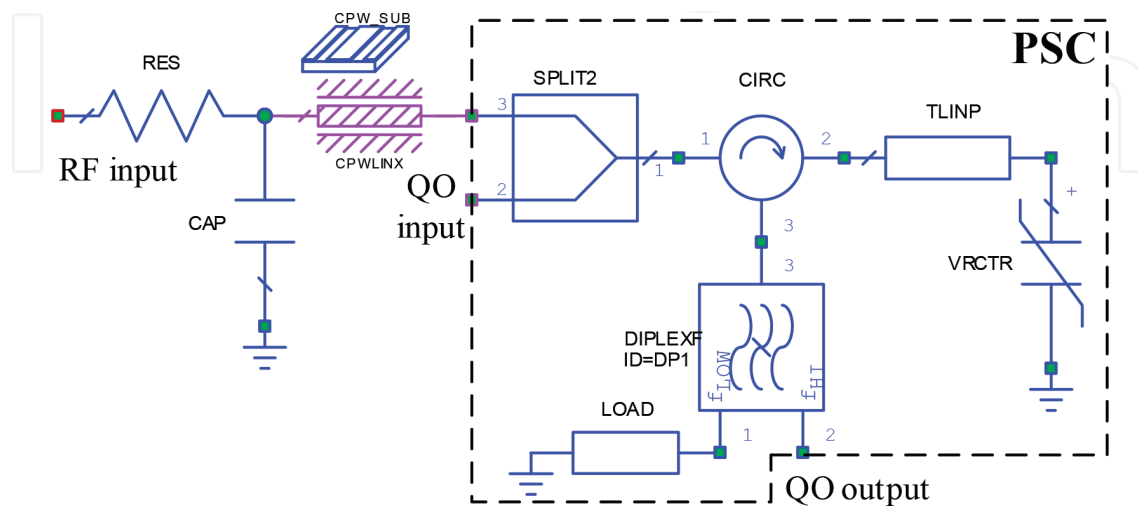 CPW_SUB
PSC
RES
SPLIT2
CIRC
TLINP
3
1
2
1
RF input
CPWLINX
QO
input
2
+
CAP
3
3
VRCTR
DIPLEXF
ID=DP1
fLOW
fHI
LOAD
1
2
QO output